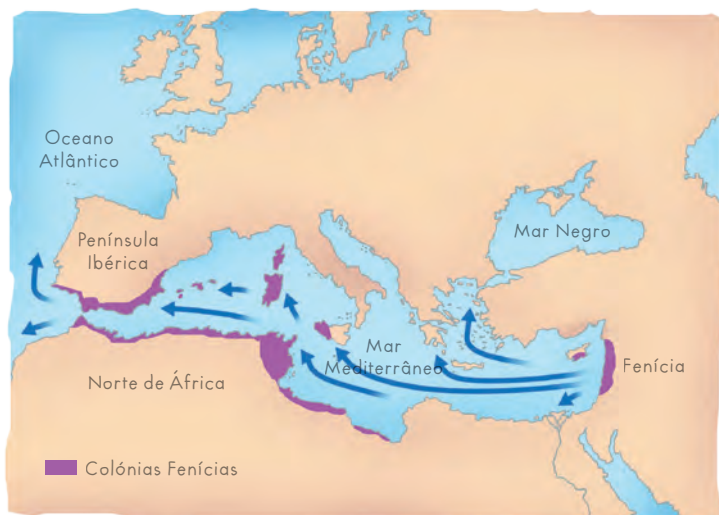 Oceano
Atlântico
Península
Ibérica
Mar Negro
Mar
Mediterrâneo
Fenícia
Norte de África
Colónias Fenícias